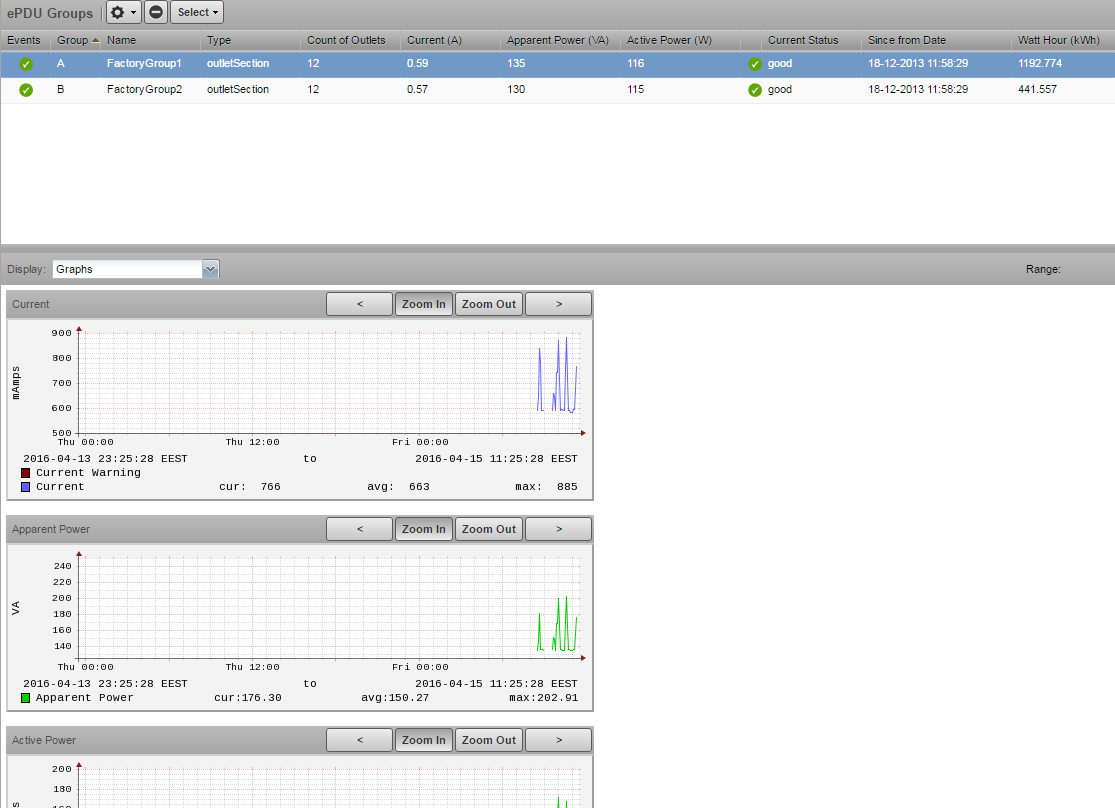 ePDU Groups Select
Events Group Name Type Count of Outlets Current (A) Apparent Power (VA) Active Power (W) Current Status Since from Date Watt Hour (kWh)
A FactoryGroup1 outletSection 12 0.59 135 116 good 18-12-2013 11:58:29 1192.774
B FactoryGroup2 outletSection 12 0.57 130 115 good 18-12-2013 11:58:29 441.557
Display: Graphs Range:
Current < Zoom In Zoom Out >
900
800
mAmps
700
600
500
Thu 00:00 Thu 12:00 Fri 00:00
2016-04-13 23:25:28 EEST to 2016-04-15 11:25:28 EEST
Current Warning
Current cur: 766 avg: 663 max: 885
Apparent Power < Zoom In Zoom Out >
240
220
200
VA
180
160
140
Thu 00:00 Thu 12:00 Fri 00:00
2016-04-13 23:25:28 EEST to 2016-04-15 11:25:28 EEST
Apparent Power cur:176.30 avg:150.27 max:202.91
Active Power < Zoom In Zoom Out >
200
180